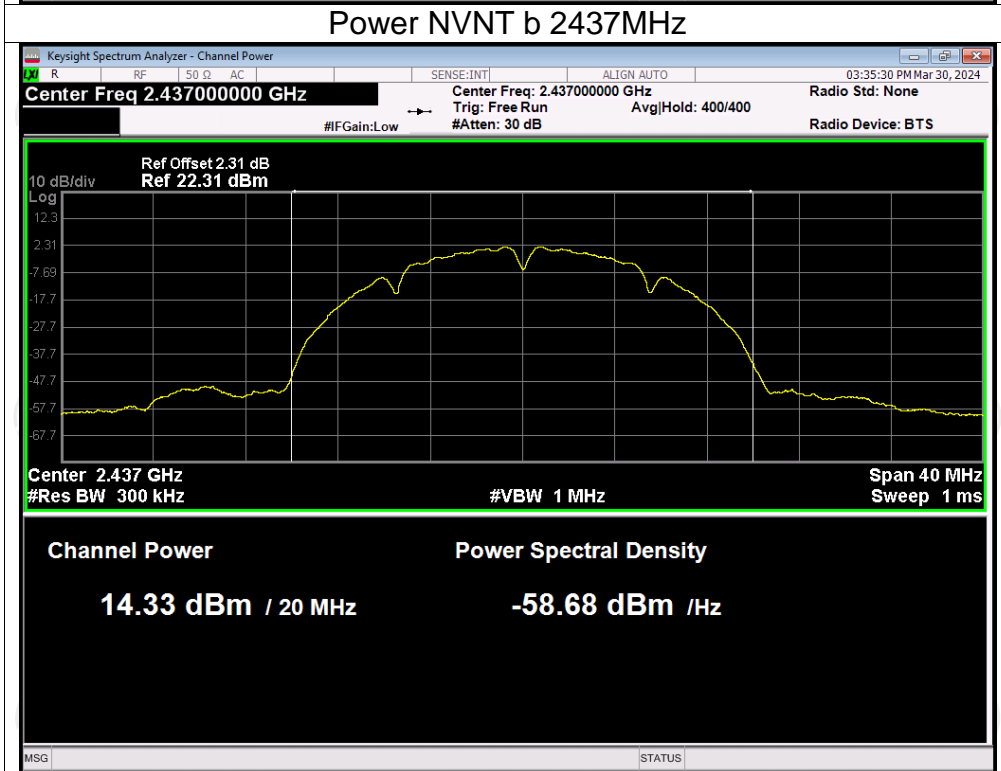 Power NVNT b 2437MHz
Keysight Spectrum Analyzer - Channel Power
LXI R RF 50 Ω AC SENSE:INT ALIGN AUTO 03:35:30 PM Mar 30, 2024
Center Freq 2.437000000 GHz Center Freq: 2.437000000 GHz Radio Std: None
Trig: Free Run Avg|Hold: 400/400
#IFGain:Low #Atten: 30 dB Radio Device: BTS
Ref Offset 2.31 dB
10 dB/div Ref 22.31 dBm
Log
12.3
2.31
-7.69
-17.7
-27.7
-37.7
-47.7
-57.7
-67.7
Center 2.437 GHz Span 40 MHz
#Res BW 300 kHz #VBW 1 MHz Sweep 1 ms
Channel Power Power Spectral Density
14.33 dBm / 20 MHz -58.68 dBm /Hz
MSG STATUS